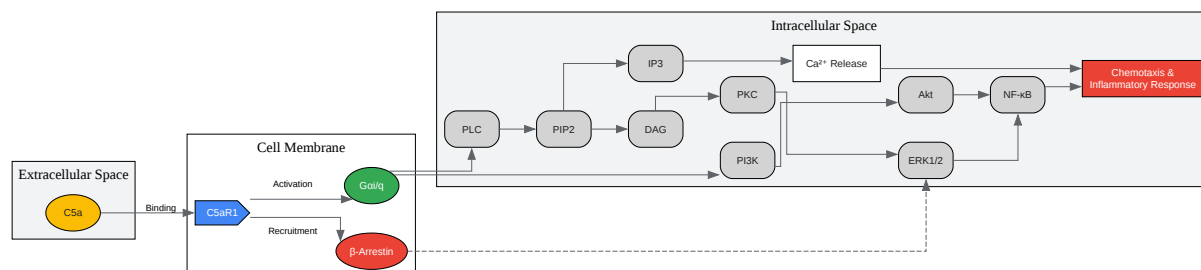 Extracellular Space
C5a
Binding
Cell Membrane
C5aR1
Activation
Recruitment
Gαi/q
β-Arrestin
Intracellular Space
PLC
PIP2
IP3
DAG
PKC
PI3K
Ca²⁺ Release
Akt
ERK1/2
NF-κB
Chemotaxis &
Inflammatory Response